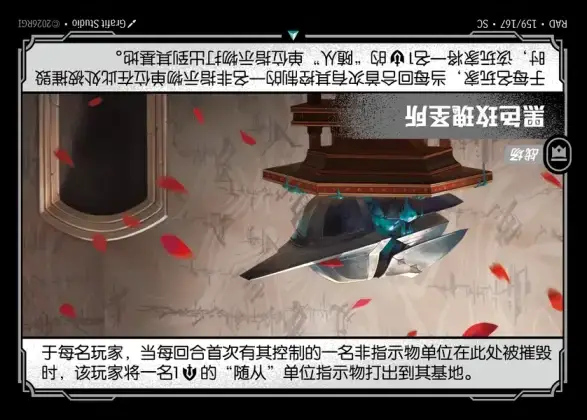 战场
黑色玫瑰圣所
于每名玩家，当每回合首次有其控制的一名非指示物单位在此处被摧毁
时，该玩家将一名1的“随从”单位指示物打出到其基地。
RAD • 159/167 • SC
Grafit Studio ©2026RGI
于每名玩家，当每回合首次有其控制的一名非指示物单位在此处被摧毁
时，该玩家将一名1的“随从”单位指示物打出到其基地。